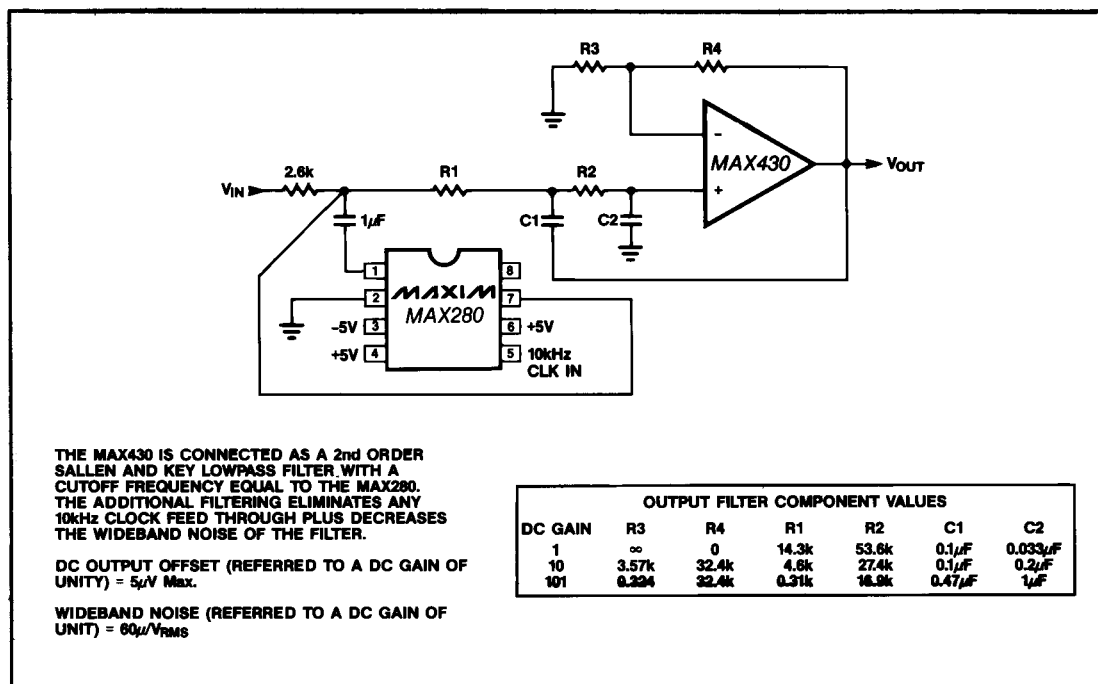 R3
R4
MAX430
−
+
VOUT
2.6k
R1
R2
VIN
1μF
C1
C2
1
8
2
MAXIM
7
MAX280
-5V
3
6
+5V
+5V
4
5
10kHz
CLK IN
THE MAX430 IS CONNECTED AS A 2nd ORDER
SALLEN AND KEY LOWPASS FILTER WITH A
CUTOFF FREQUENCY EQUAL TO THE MAX280.
THE ADDITIONAL FILTERING ELIMINATES ANY
10kHz CLOCK FEED THROUGH PLUS DECREASES
THE WIDEBAND NOISE OF THE FILTER.
DC OUTPUT OFFSET (REFERRED TO A DC GAIN OF
UNITY) = 5μV Max.
WIDEBAND NOISE (REFERRED TO A DC GAIN OF
UNIT) = 60μ/VRMS
OUTPUT FILTER COMPONENT VALUES
DC GAIN R3 R4 R1 R2 C1 C2
1 ∞ 0 14.3k 53.6k 0.1μF 0.033μF
10 3.57k 32.4k 4.6k 27.4k 0.1μF 0.2μF
101 0.324 32.4k 0.31k 16.9k 0.47μF 1μF